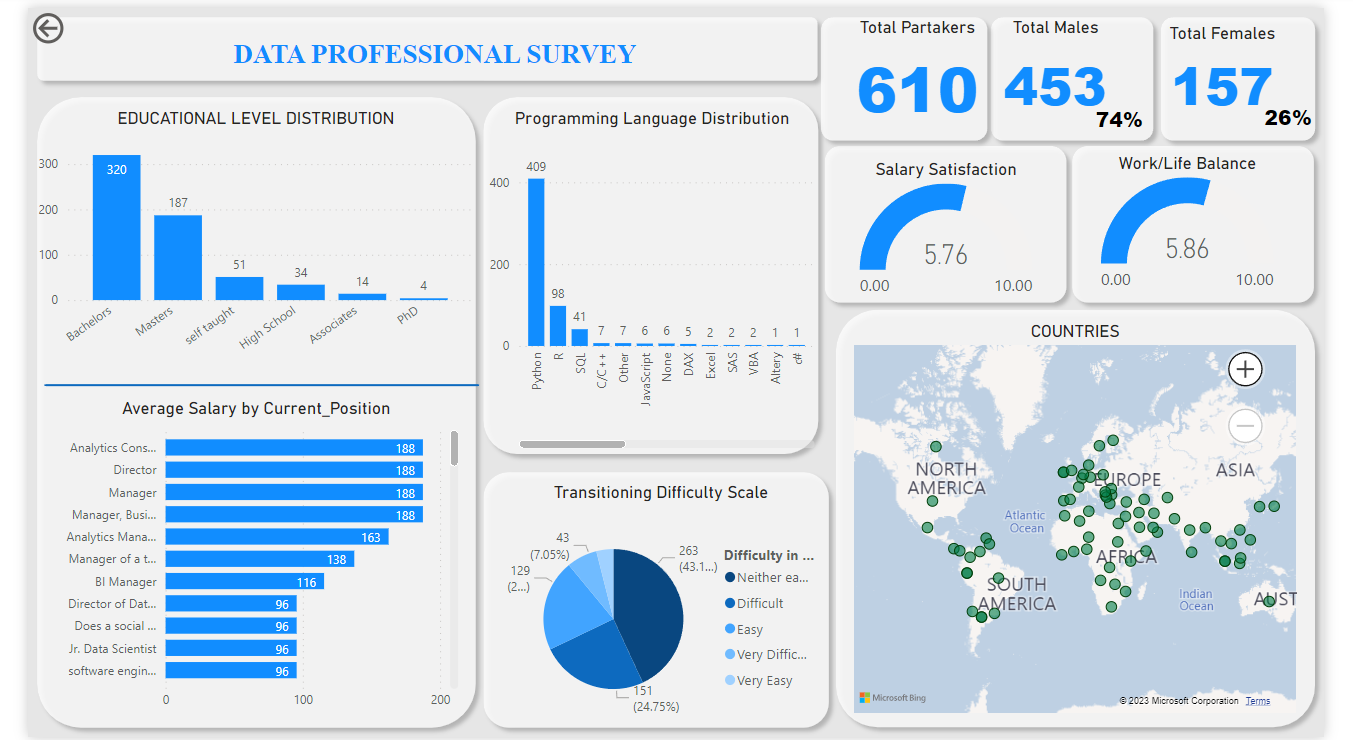 DATA PROFESSIONAL SURVEY
Total Partakers
610
Total Males
453
74%
Total Females
157
26%
EDUCATIONAL LEVEL DISTRIBUTION
300
200
100
0
320
187
51
34
14
4
Bachelors
Masters
self taught
High School
Associates
PhD
Programming Language Distribution
400
200
0
409
98
41
7
7
6
6
5
2
2
2
1
1
Python
R
SQL
C/C++
Other
JavaScript
None
DAX
Excel
SAS
VBA
Altery
c#
Salary Satisfaction
5.76
0.00
10.00
Work/Life Balance
5.86
0.00
10.00
Average Salary by Current_Position
Analytics Cons... 188
Director 188
Manager 188
Manager, Busi... 188
Analytics Mana... 163
Manager of a t... 138
BI Manager 116
Director of Dat... 96
Does a social ... 96
Jr. Data Scientist 96
software engin... 96
0 100 200
Transitioning Difficulty Scale
43
(7.05%)
129
(2...)
263
(43.1...)
151
(24.75%)
Difficulty in ...
Neither ea...
Difficult
Easy
Very Diffic...
Very Easy
COUNTRIES
NORTH
AMERICA
EUROPE
ASIA
Atlantic
Ocean
AFRICA
SOUTH
AMERICA
Indian
Ocean
AUST
Microsoft Bing
© 2023 Microsoft Corporation Terms